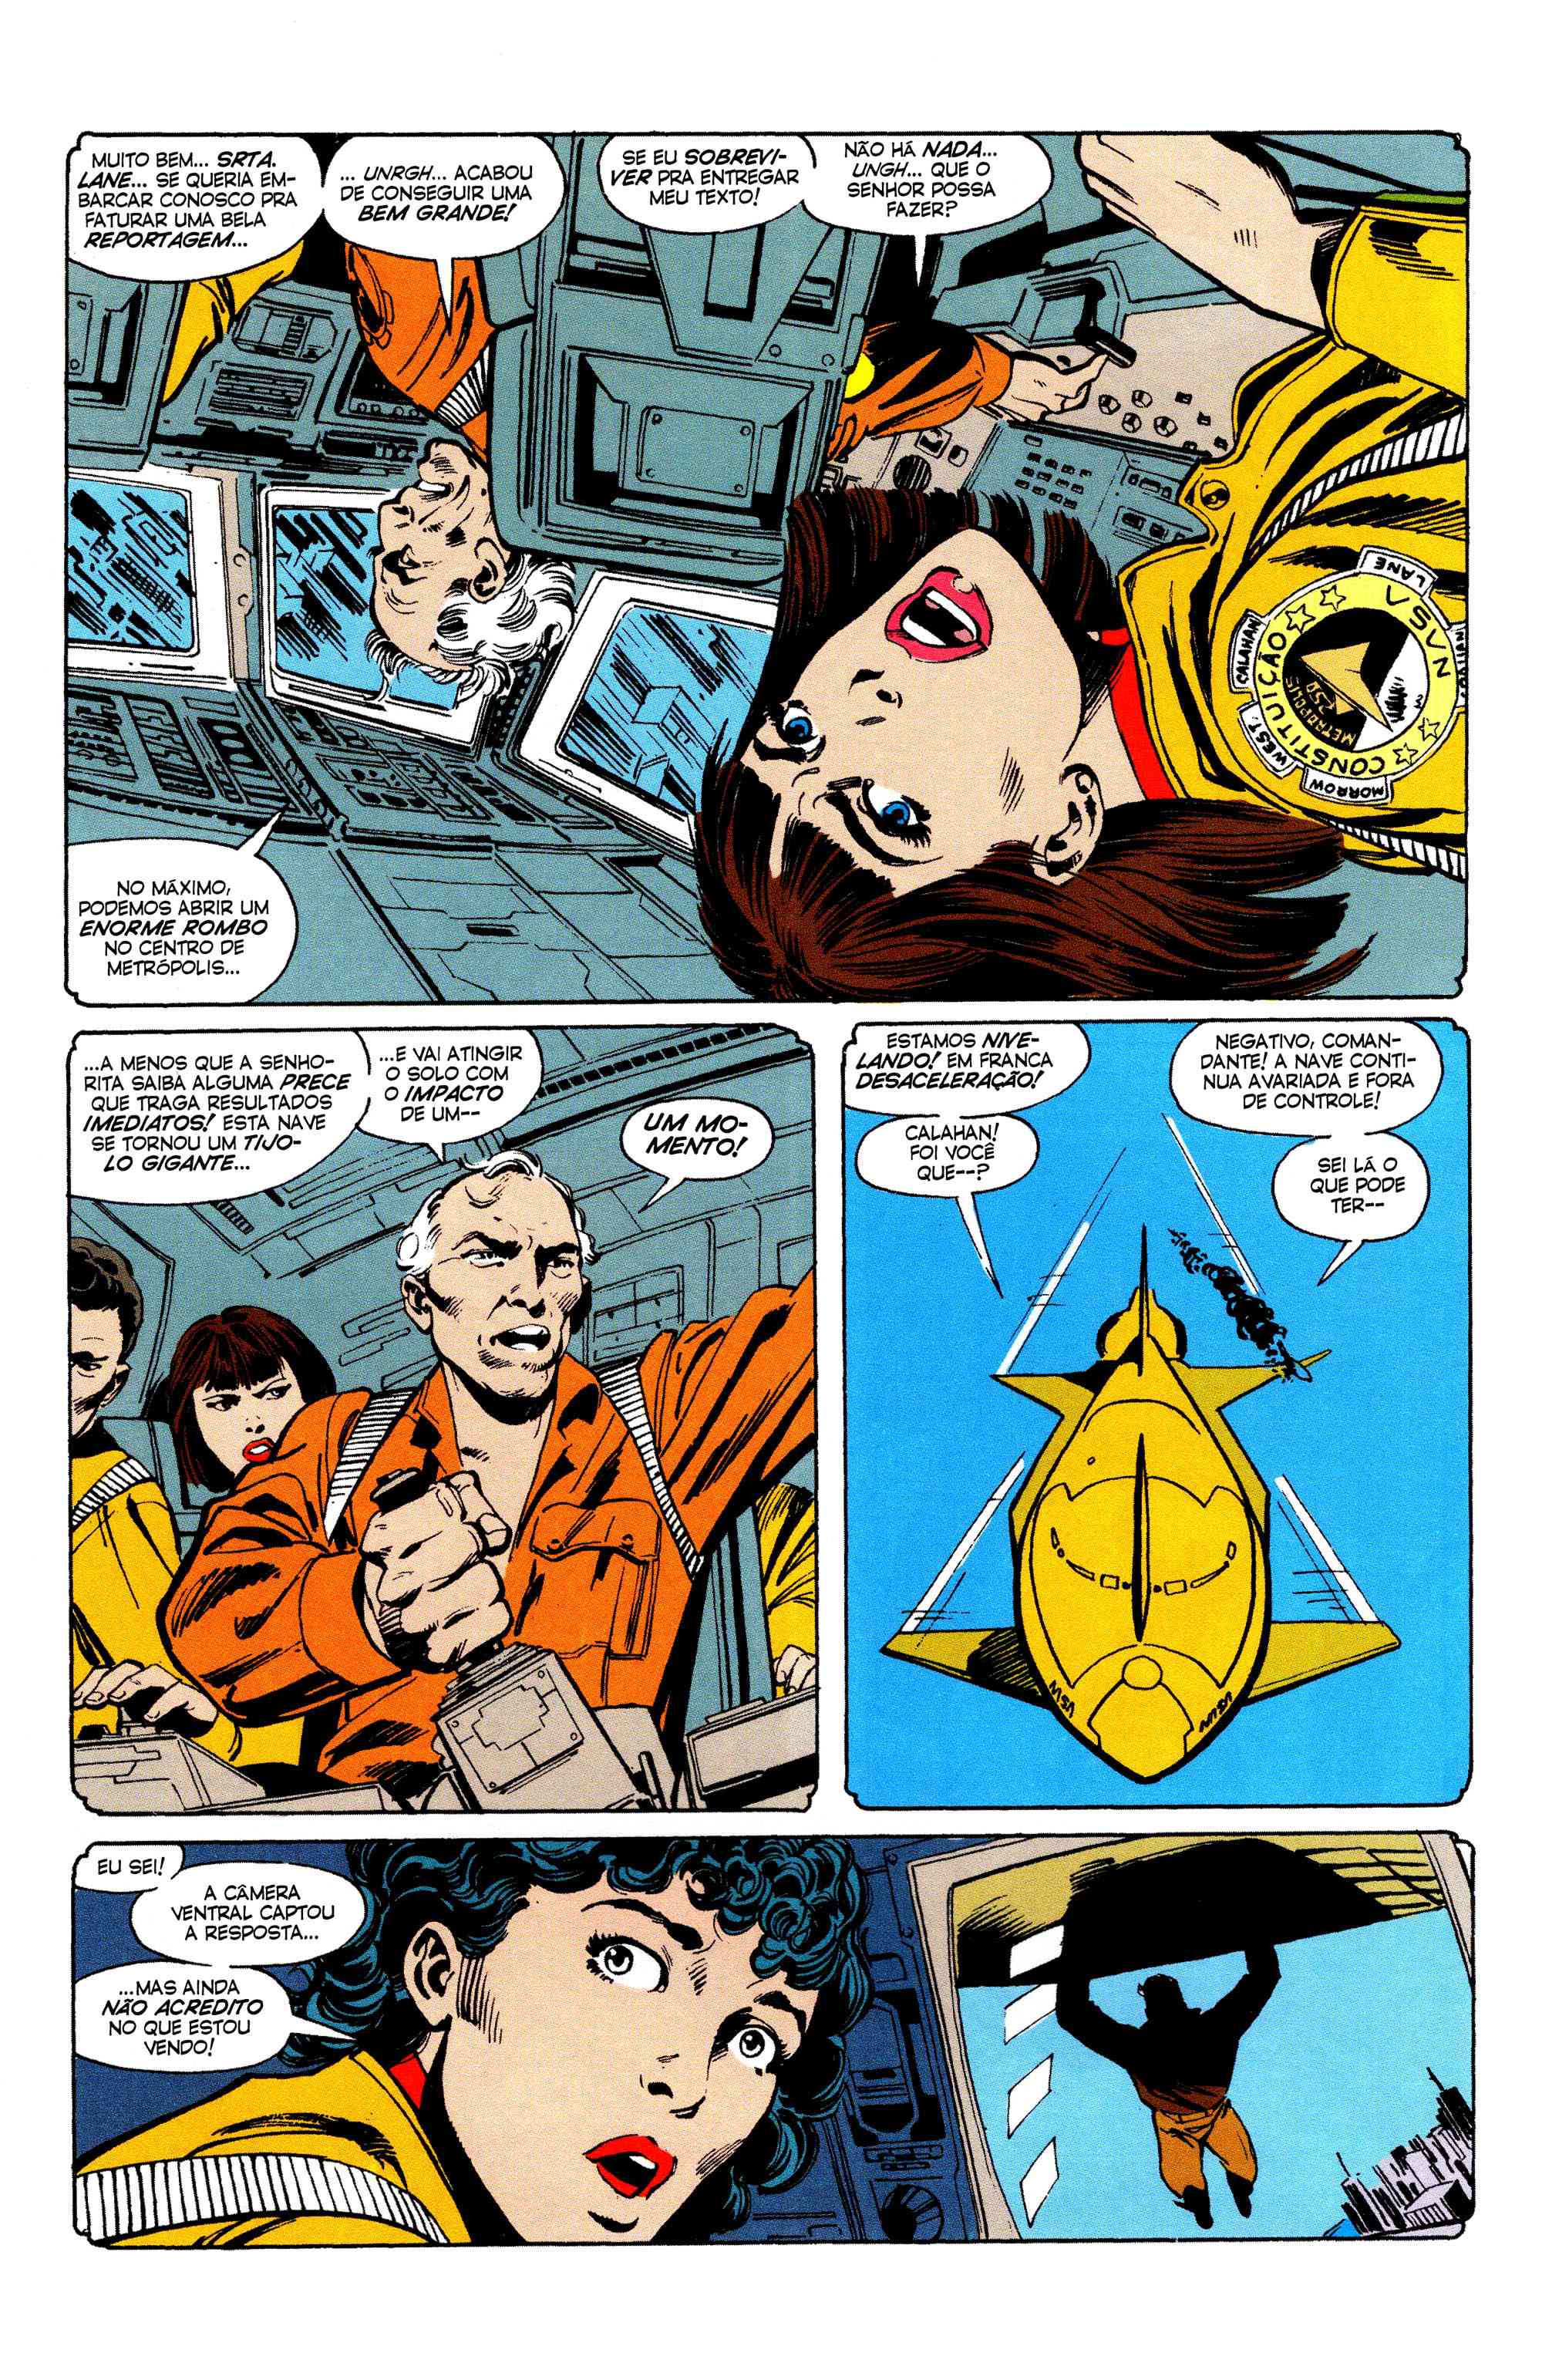 MUITO BEM... SRTA.
LANE... SE QUERIA EM-
BARCAR CONOSCO PRA
FATURAR UMA BELA
REPORTAGEM...
... UNRGH... ACABOU
DE CONSEGUIR UMA
BEM GRANDE!
SE EU SOBREVI-
VER PRA ENTREGAR
MEU TEXTO!
NÃO HÁ NADA...
UNGH... QUE O
SENHOR POSSA
FAZER?
LANE
NASA
CALAHAN
CONSTITUIÇÃO
METROPOLIS
250
WEST
MORROW
NO MÁXIMO,
PODEMOS ABRIR UM
ENORME ROMBO
NO CENTRO DE
METRÓPOLIS...
...A MENOS QUE A SENHO-
RITA SAIBA ALGUMA PRECE
QUE TRAGA RESULTADOS
IMEDIATOS! ESTA NAVE
SE TORNOU UM TIJO-
LO GIGANTE...
...E VAI ATINGIR
O SOLO COM
O IMPACTO
DE UM--
UM MO-
MENTO!
ESTAMOS NIVE-
LANDO! EM FRANCA
DESACELERAÇÃO!
CALAHAN!
FOI VOCÊ
QUE--?
NEGATIVO, COMAN-
DANTE! A NAVE CONTI-
NUA AVARIADA E FORA
DE CONTROLE!
SEI LÁ O
QUE PODE
TER--
EU SEI!
A CÂMERA
VENTRAL CAPTOU
A RESPOSTA...
...MAS AINDA
NÃO ACREDITO
NO QUE ESTOU
VENDO!